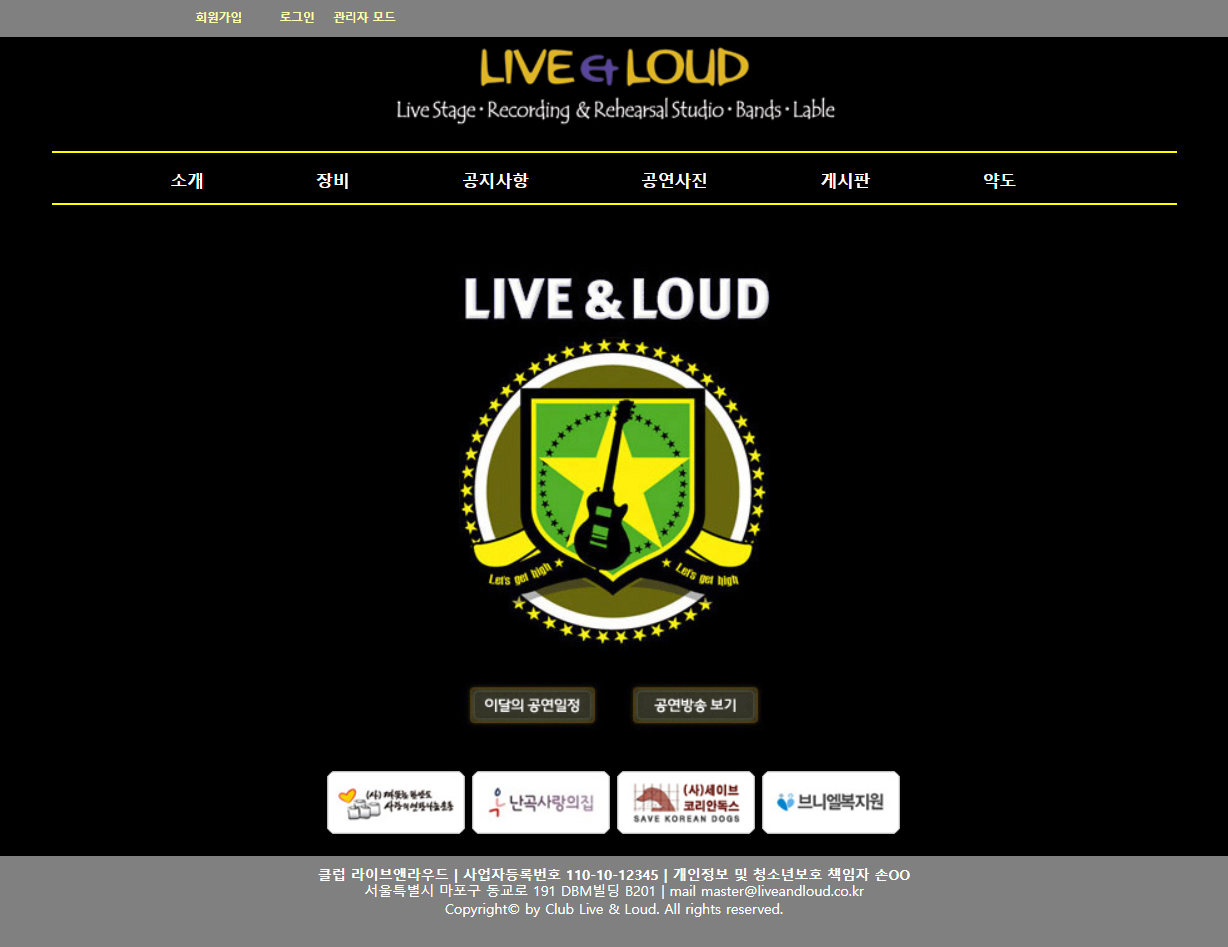 회원가입 로그인 관리자 모드
LIVE & LOUD
Live Stage · Recording & Rehearsal Studio · Bands · Lable
소개 장비 공지사항 공연사진 게시판 약도
LIVE & LOUD
Let's get high Let's get high
이달의 공연일정 공연방송 보기
(사)
난곡사랑의집
(사)세이브
코리안독스
SAVE KOREAN DOGS
브니엘복지원
클럽 라이브앤라우드 | 사업자등록번호 110-10-12345 | 개인정보 및 청소년보호 책임자 손OO
서울특별시 마포구 동교로 191 DBM빌딩 B201 | mail master@liveandloud.co.kr
Copyright© by Club Live & Loud. All rights reserved.